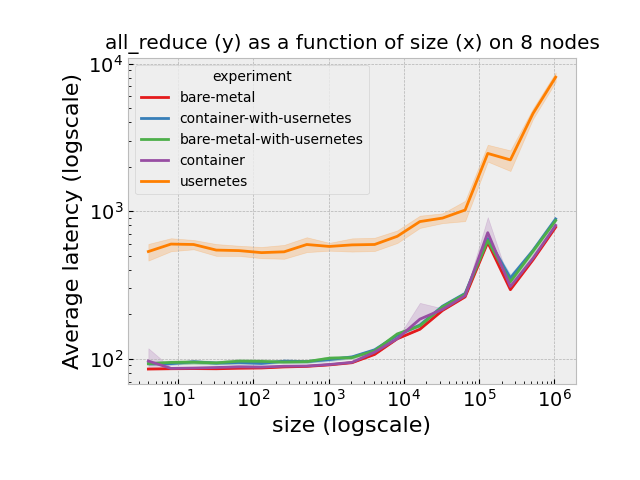 all_reduce (y) as a function of size (x) on 8 nodes
Average latency (logscale)
10⁴
10³
10²
experiment
bare-metal
container-with-usernetes
bare-metal-with-usernetes
container
usernetes
10¹ 10² 10³ 10⁴ 10⁵ 10⁶
size (logscale)